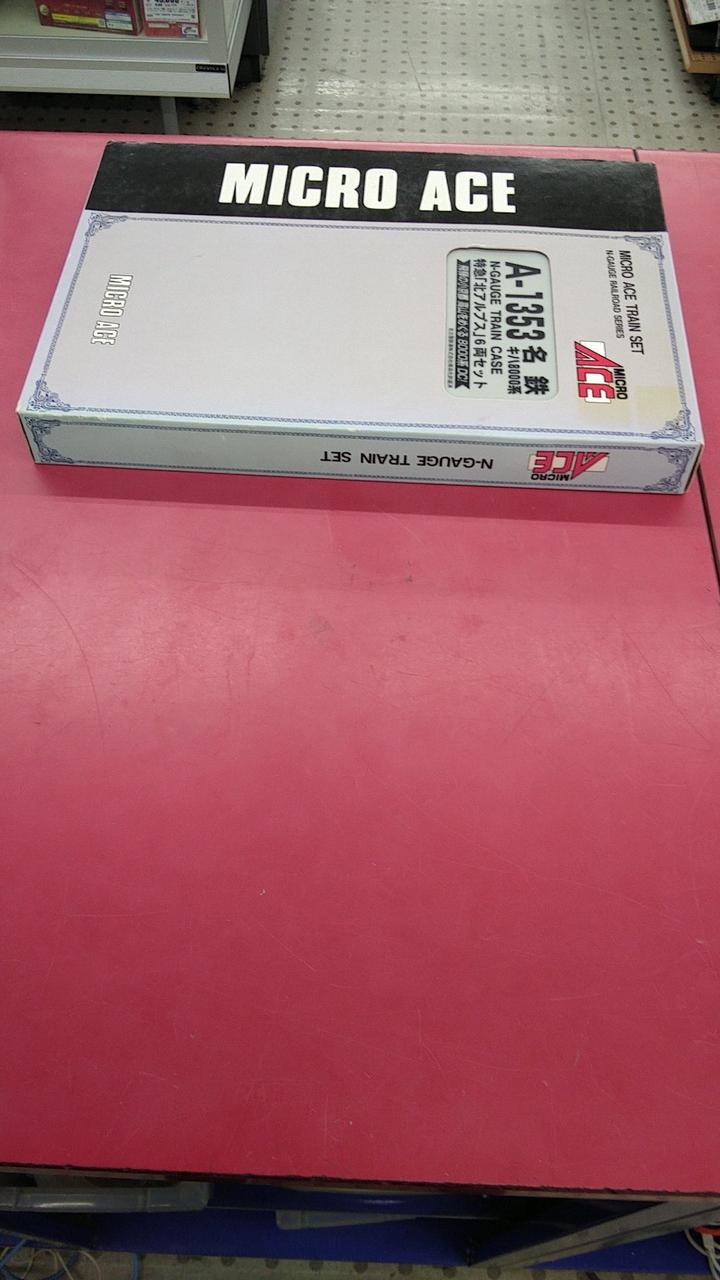 MICRO ACE
MICRO ACE TRAIN SET
N-GAUGE RAILROAD SERIES
MICRO
ACE
A-1353 名鉄
キハ8000系
N-GAUGE TRAIN CASE
特急「北アルプス」6両セット
MICRO ACE
MICRO
ACE
N-GAUGE TRAIN SET